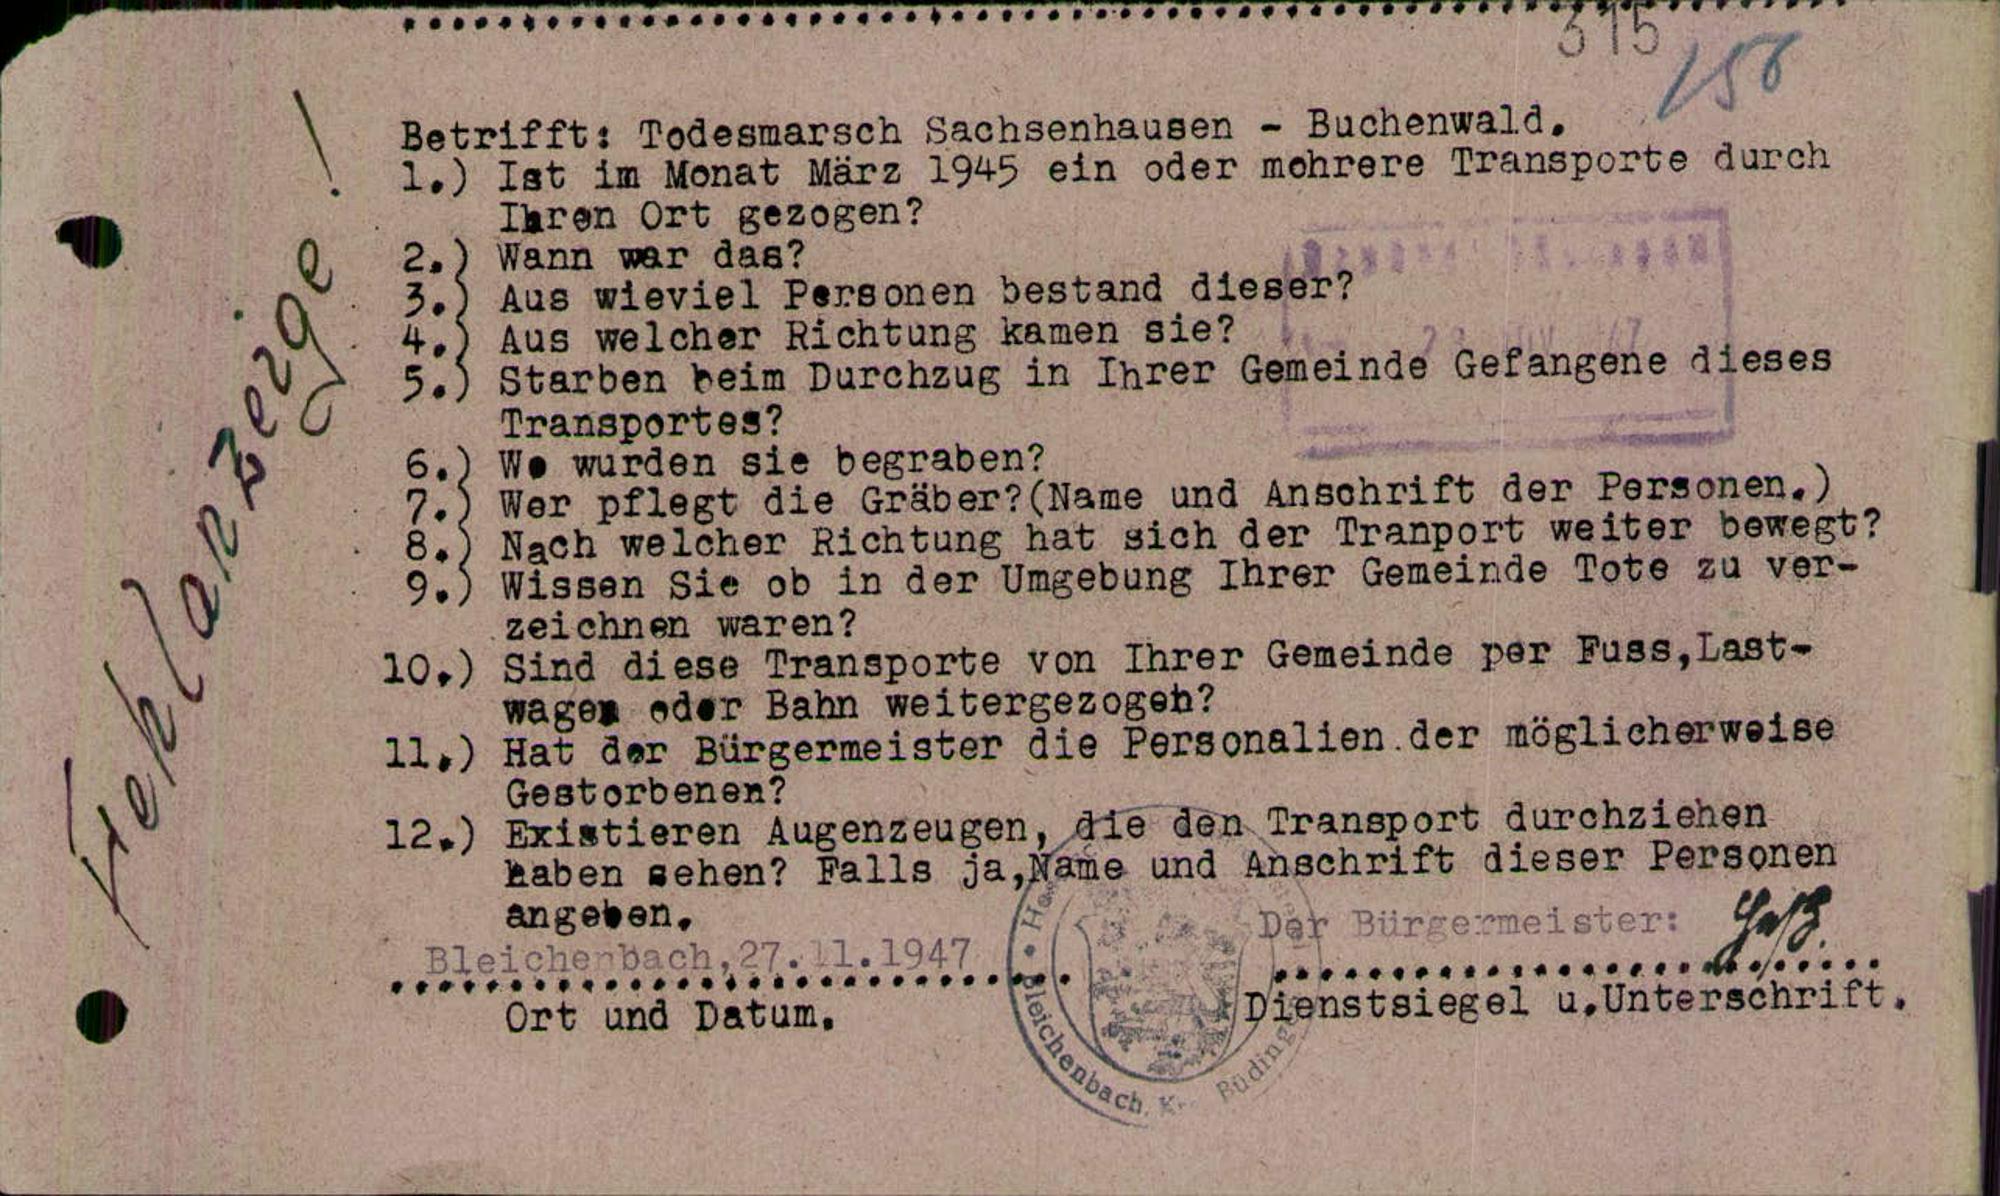 315
156
Betrifft: Todesmarsch Sachsenhausen - Buchenwald.
1.) Ist im Monat März 1945 ein oder mehrere Transporte durch
Ihren Ort gezogen?
2.) Wann war das?
3.) Aus wieviel Personen bestand dieser?
4.) Aus welcher Richtung kamen sie?
5.) Starben beim Durchzug in Ihrer Gemeinde Gefangene dieses
Transportes?
6.) Wo wurden sie begraben?
7.) Wer pflegt die Gräber?(Name und Anschrift der Personen.)
8.) Nach welcher Richtung hat sich der Tranport weiter bewegt?
9.) Wissen Sie ob in der Umgebung Ihrer Gemeinde Tote zu ver-
zeichnen waren?
10.) Sind diese Transporte von Ihrer Gemeinde per Fuss,Last-
wagen oder Bahn weitergezogen?
11.) Hat der Bürgermeister die Personalien der möglicherweise
Gestorbenen?
12.) Existieren Augenzeugen, die den Transport durchziehen
haben sehen? Falls ja,Name und Anschrift dieser Personen
angeben.
Der Bürgermeister:
Bleichenbach,27.11.1947
Ort und Datum.
Dienstsiegel u.Unterschrift.
Bleichenbach, Kr. Büdingen
Fehlanzeige!